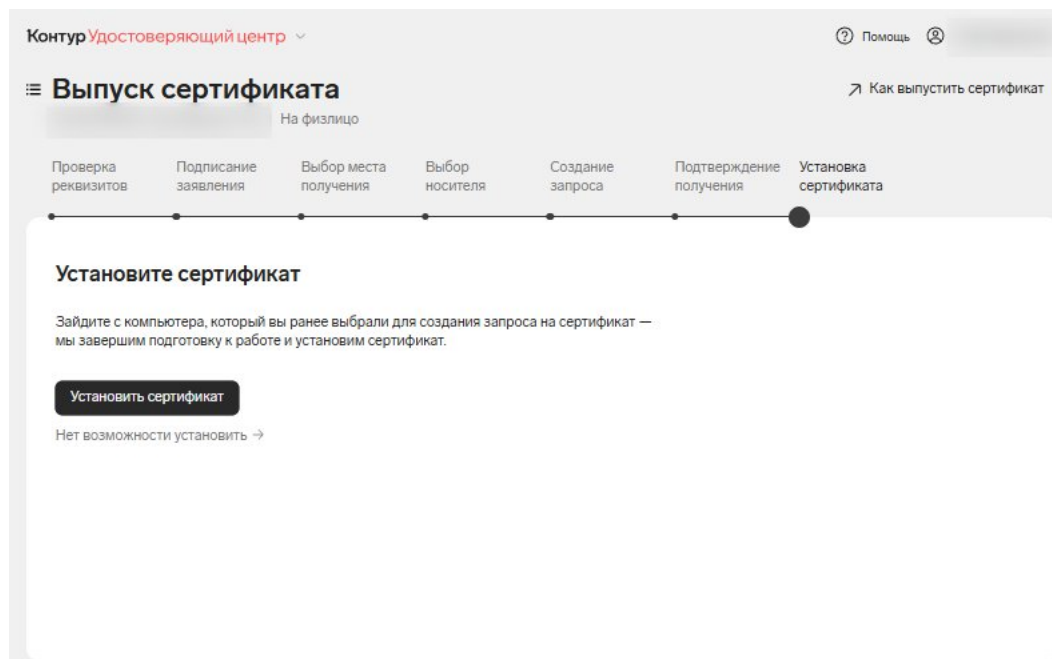 Контур Удостоверяющий центр
Помощь
Выпуск сертификата
Как выпустить сертификат
На физлицо
Проверка
реквизитов
Подписание
заявления
Выбор места
получения
Выбор
носителя
Создание
запроса
Подтверждение
получения
Установка
сертификата
Установите сертификат
Зайдите с компьютера, который вы ранее выбрали для создания запроса на сертификат —
мы завершим подготовку к работе и установим сертификат.
Установить сертификат
Нет возможности установить →